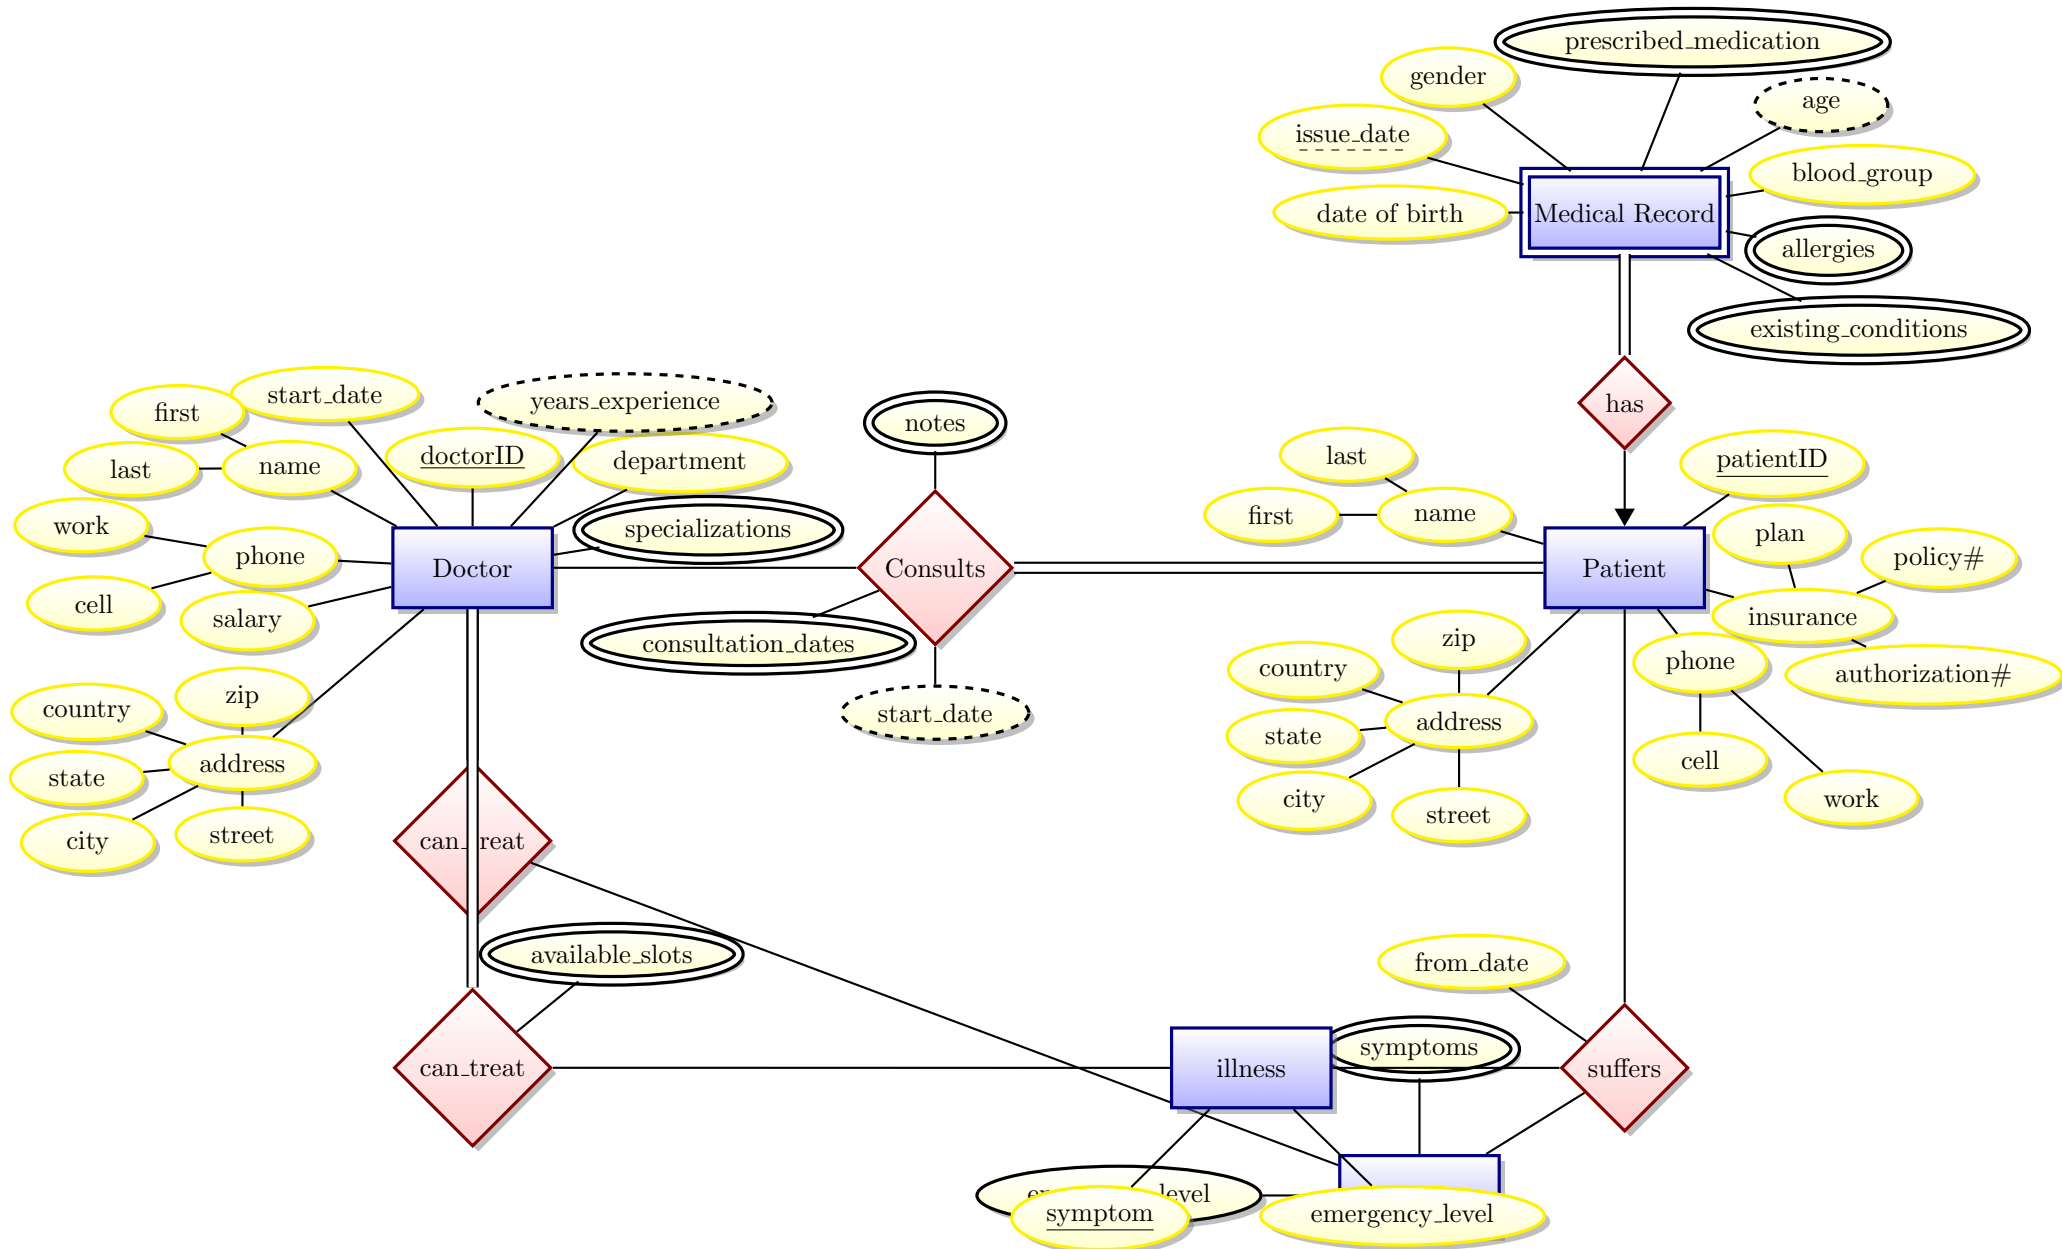 prescribed_medication
gender
age
issue_date
blood_group
date of birth
Medical Record
allergies
existing_conditions
first
start_date
years_experience
has
notes
last
name
doctorID
department
last
patientID
work
phone
specializations
first
name
plan
policy#
Doctor
Consults
Patient
cell
salary
consultation_dates
insurance
zip
phone
authorization#
country
zip
country
state
address
start_date
state
address
cell
city
street
can_treat
city
street
work
available_slots
from_date
symptoms
can_treat
illness
suffers
level
symptom
emergency_level